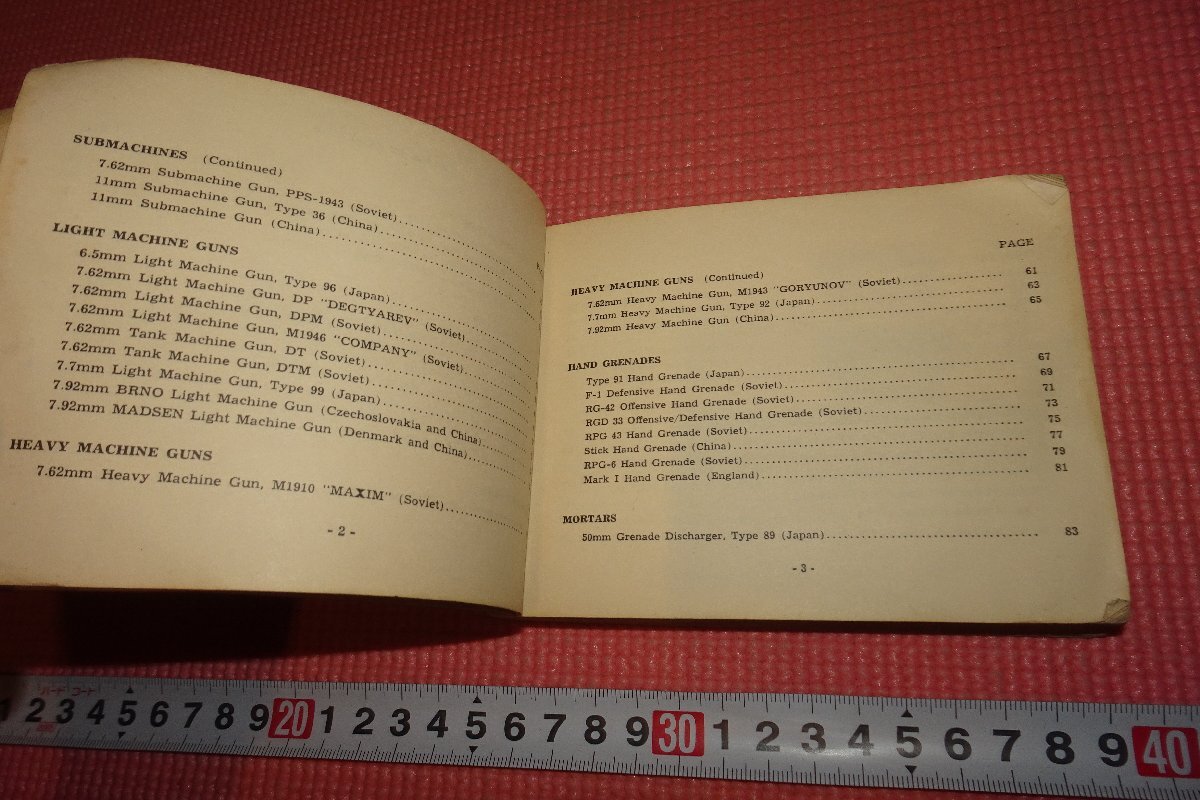 SUBMACHINES (Continued)
7.62mm Submachine Gun, PPS-1943 (Soviet)
11mm Submachine Gun, Type 36 (China)
11mm Submachine Gun (China)
LIGHT MACHINE GUNS
6.5mm Light Machine Gun, Type 96 (Japan)
7.62mm Light Machine Gun, DP "DEGTYAREV" (Soviet)
7.62mm Light Machine Gun, DPM (Soviet)
7.62mm Light Machine Gun, M1946 "COMPANY" (Soviet)
7.62mm Tank Machine Gun, DT (Soviet)
7.62mm Tank Machine Gun, DTM (Soviet)
7.7mm Light Machine Gun, Type 99 (Japan)
7.92mm BRNO Light Machine Gun (Czechoslovakia and China)
7.92mm MADSEN Light Machine Gun (Denmark and China)
HEAVY MACHINE GUNS
7.62mm Heavy Machine Gun, M1910 "MAXIM" (Soviet)
- 2 -
PAGE
HEAVY MACHINE GUNS (Continued)
7.62mm Heavy Machine Gun, M1943 "GORYUNOV" (Soviet) 61
7.7mm Heavy Machine Gun, Type 92 (Japan) 63
7.92mm Heavy Machine Gun (China) 65
HAND GRENADES
Type 91 Hand Grenade (Japan) 67
F-1 Defensive Hand Grenade (Soviet) 69
RG-42 Offensive Hand Grenade (Soviet) 71
RGD 33 Offensive/Defensive Hand Grenade (Soviet) 73
RPG 43 Hand Grenade (Soviet) 75
Stick Hand Grenade (China) 77
RPG-6 Hand Grenade (Soviet) 79
Mark I Hand Grenade (England) 81
MORTARS
50mm Grenade Discharger, Type 89 (Japan) 83
- 3 -
ハード コート
1 2 3 4 5 6 7 8 9 20 1 2 3 4 5 6 7 8 9 30 1 2 3 4 5 6 7 8 9 40